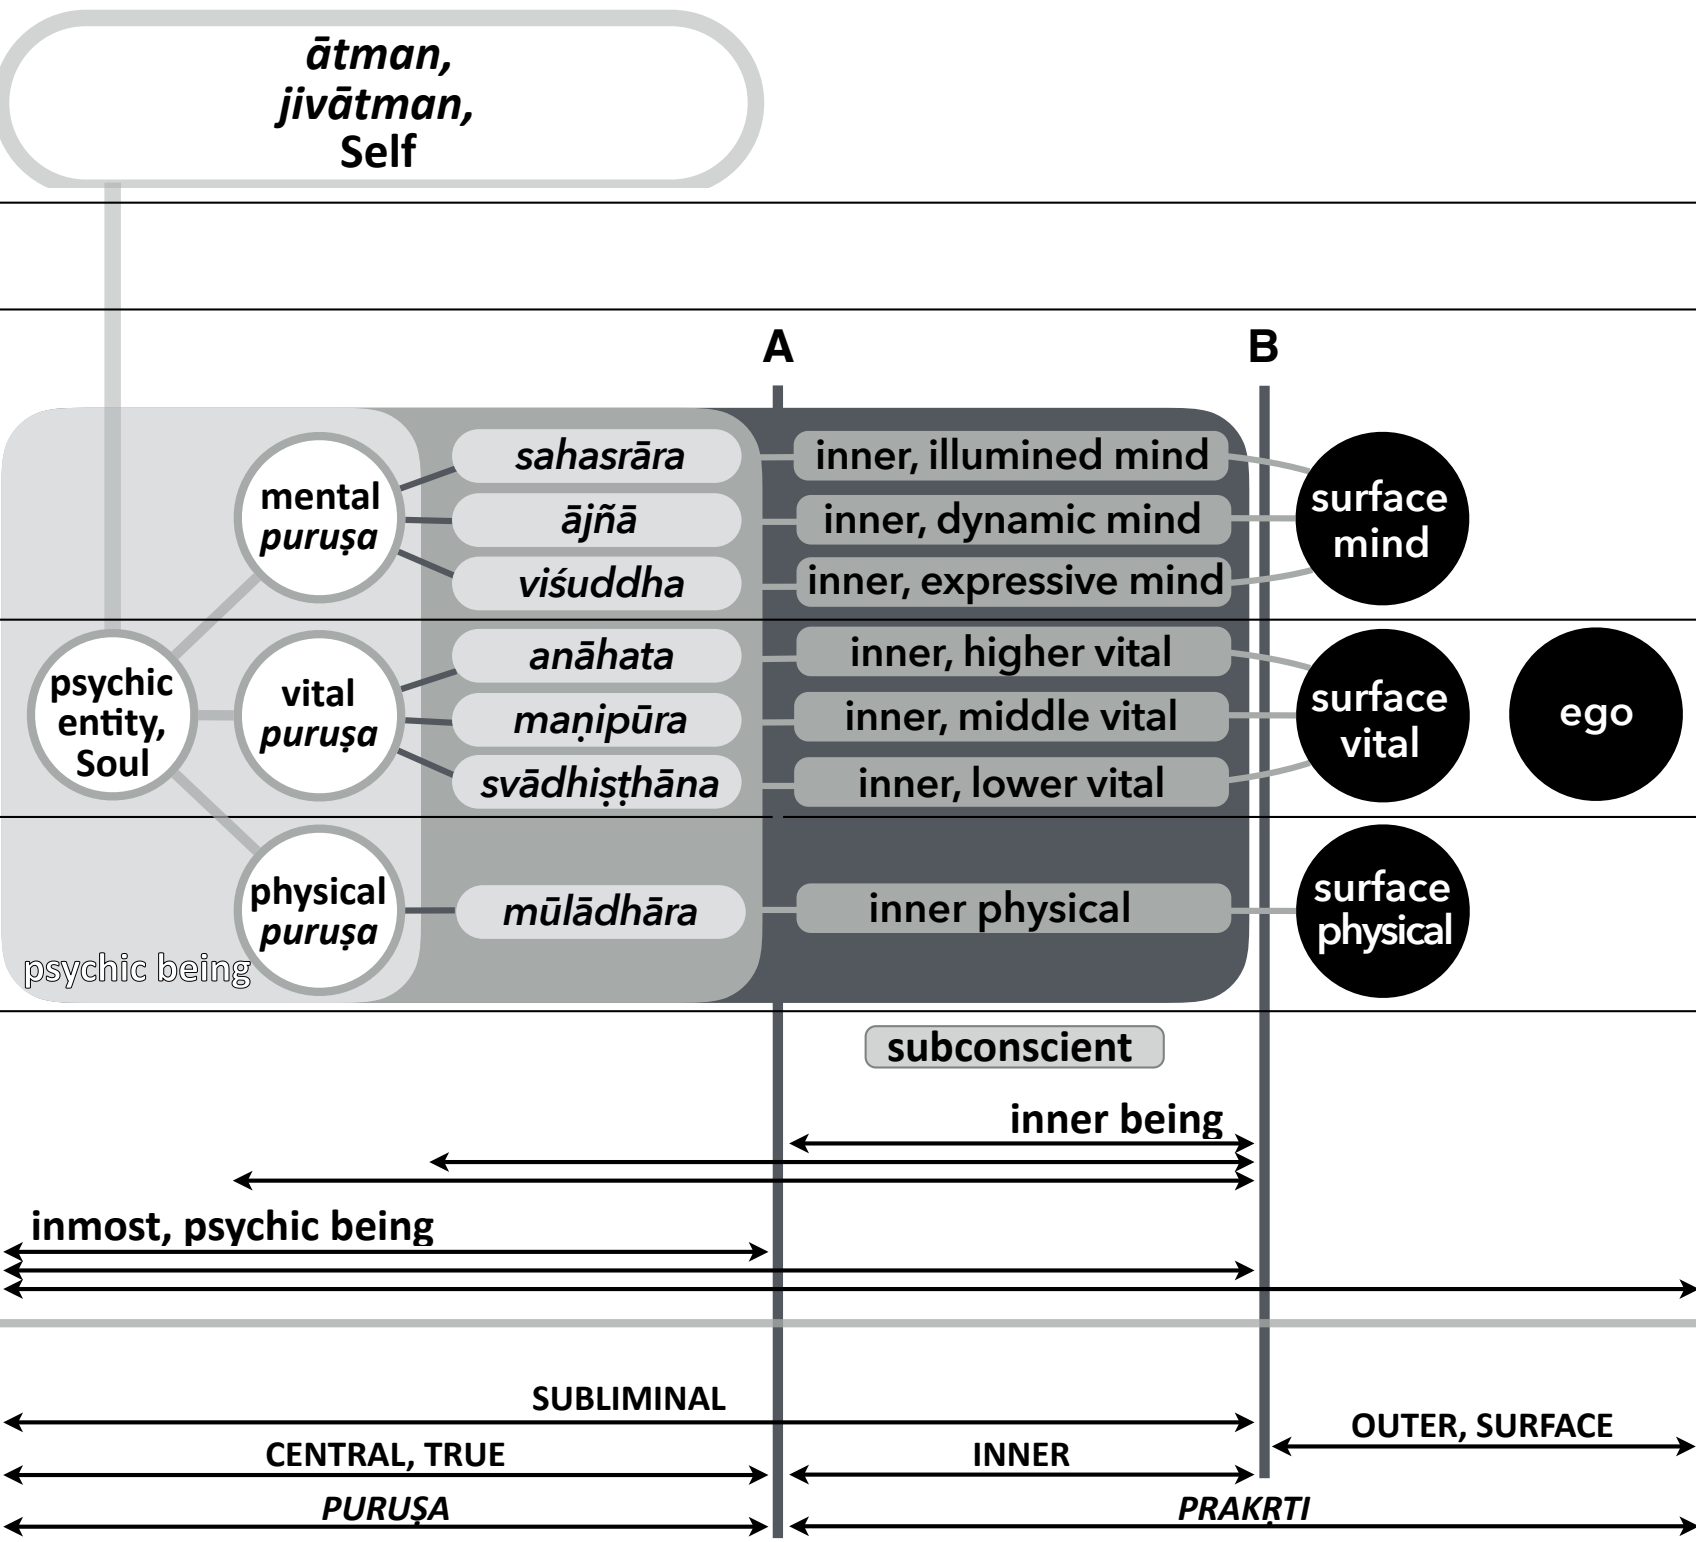 ātman,
jivātman,
Self
A
B
mental
puruṣa
sahasrāra
ājñā
viśuddha
inner, illumined mind
inner, dynamic mind
inner, expressive mind
surface
mind
psychic
entity,
Soul
vital
puruṣa
anāhata
maṇipūra
svādhiṣṭhāna
inner, higher vital
inner, middle vital
inner, lower vital
surface
vital
ego
physical
puruṣa
mūlādhāra
inner physical
surface
physical
psychic being
subconscient
inner being
inmost, psychic being
SUBLIMINAL
OUTER, SURFACE
CENTRAL, TRUE
INNER
PURUṢA
PRAKṚTI